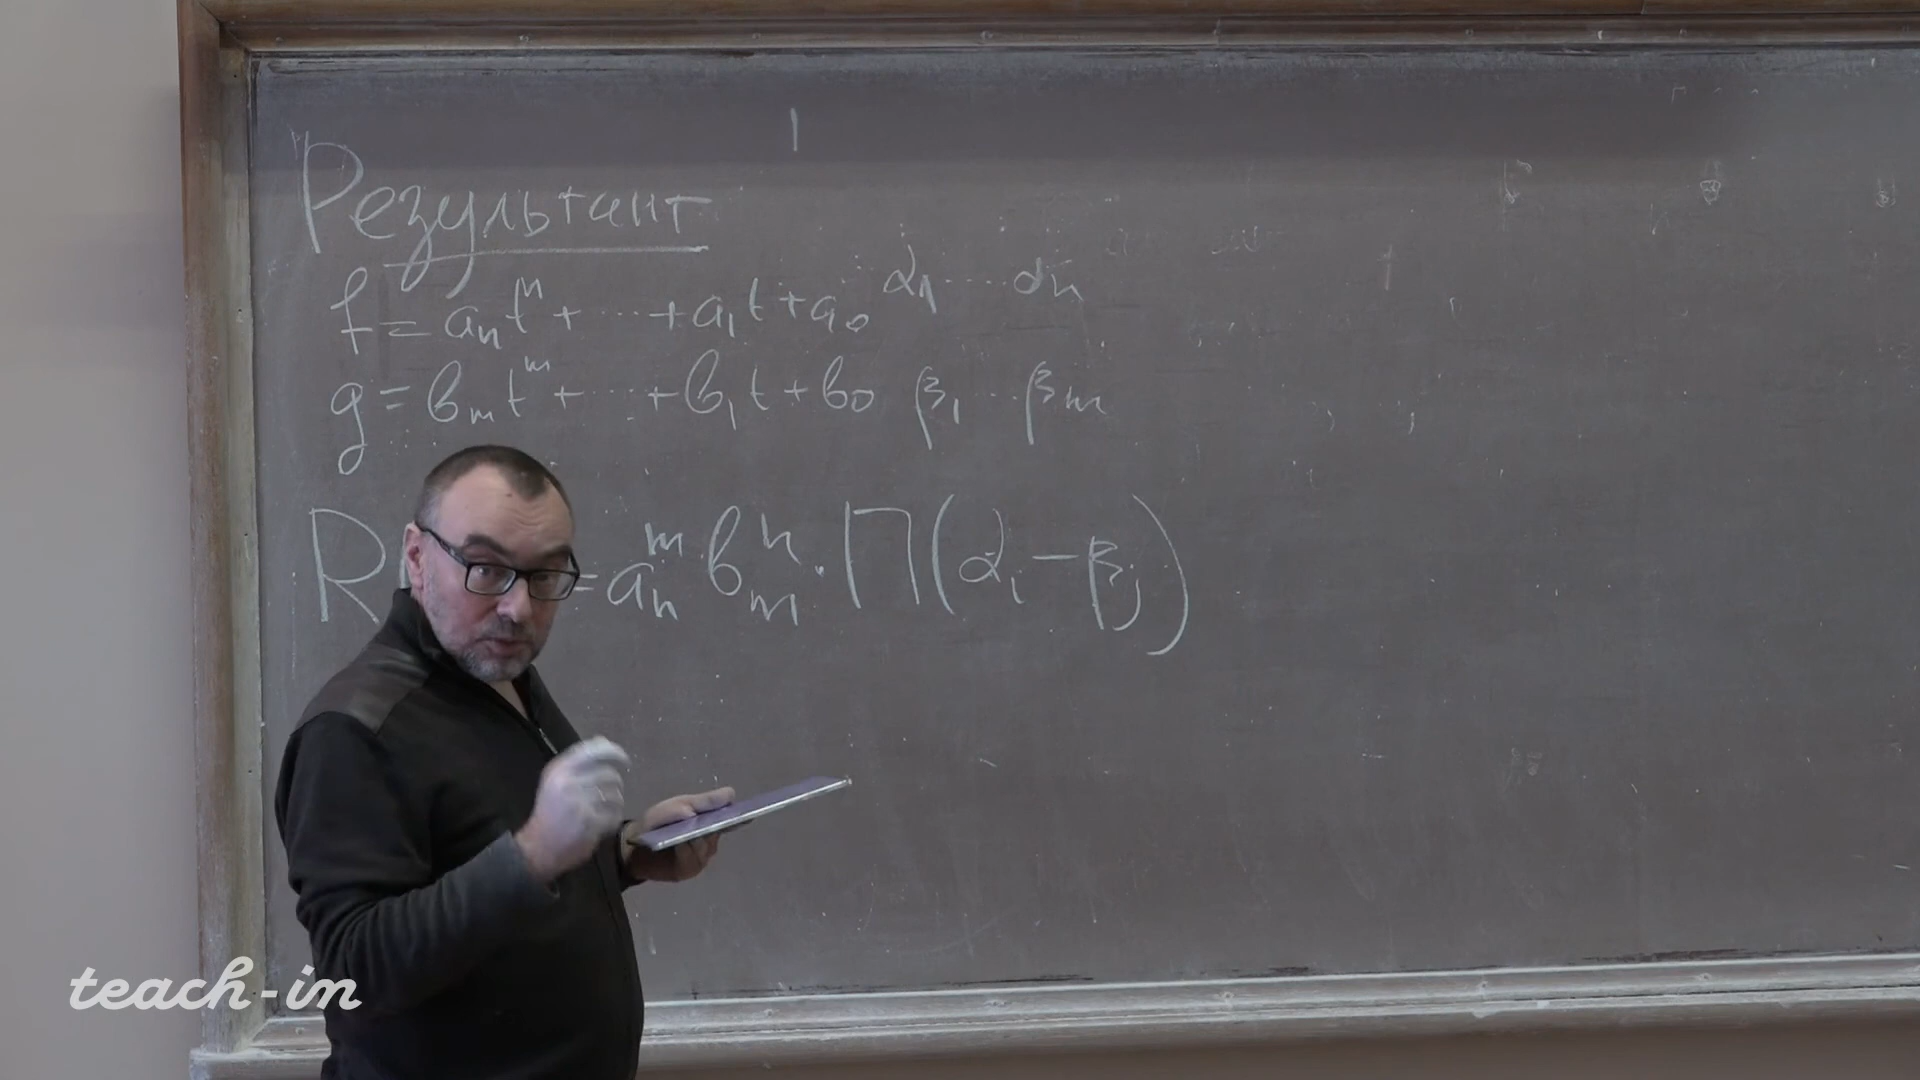 Результант
f = aₙtⁿ + ... + a₁t + a₀ α₁ .... αₙ
g = bₘtᵐ + ... + b₁t + b₀ β₁ ... βₘ
R = aₙᵐ · bₘⁿ · ∏(αᵢ − βⱼ)
teach-in